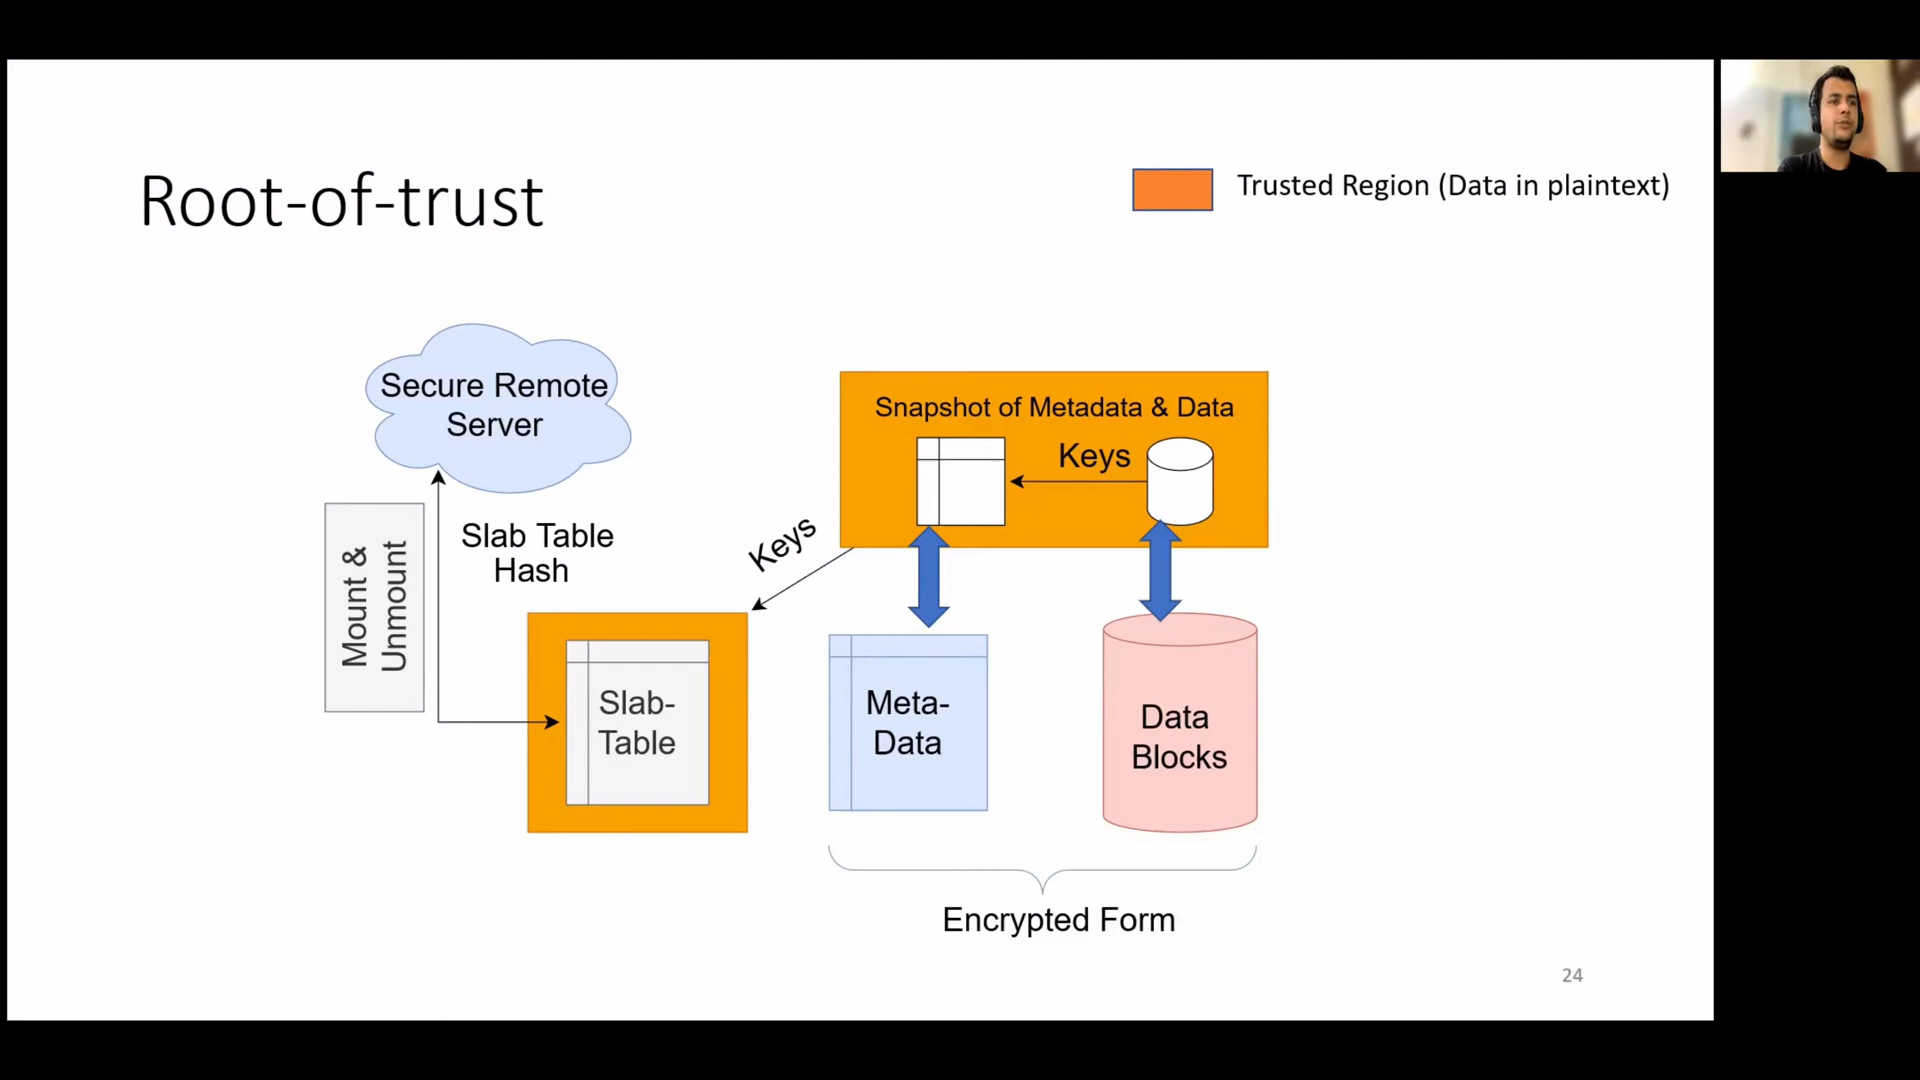 Root-of-trust
Trusted Region (Data in plaintext)
Secure Remote
Server
Snapshot of Metadata & Data
Keys
Keys
Mount &
Unmount
Slab Table
Hash
Slab-
Table
Meta-
Data
Data
Blocks
Encrypted Form
24